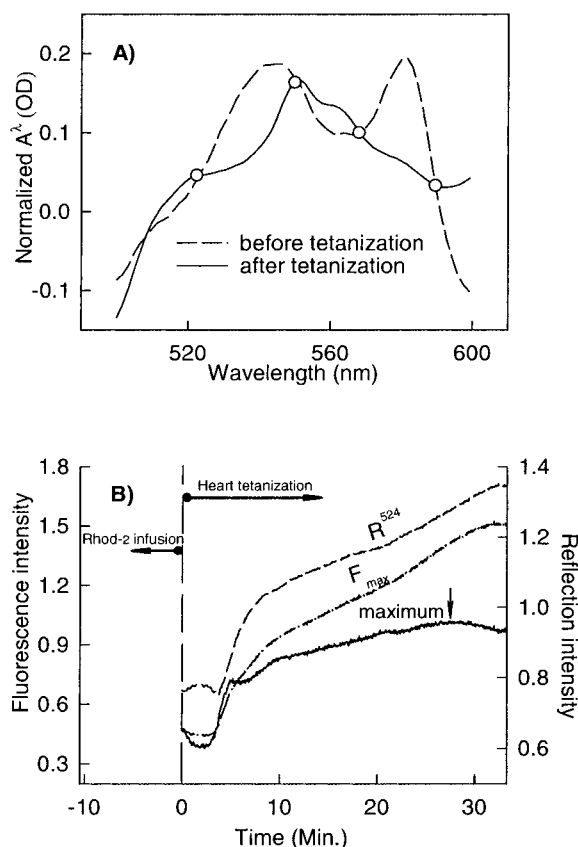 A)
Normalized A^λ (OD)
0.2
0.1
0.0
-0.1
before tetanization
after tetanization
520
560
600
Wavelength (nm)
B)
Fluorescence intensity
1.8
1.5
1.2
0.9
0.6
0.3
Heart tetanization
Rhod-2 infusion
R^524
F_max
maximum
1.4
1.2
1.0
0.8
0.6
Reflection intensity
-10
0
10
20
30
Time (Min.)